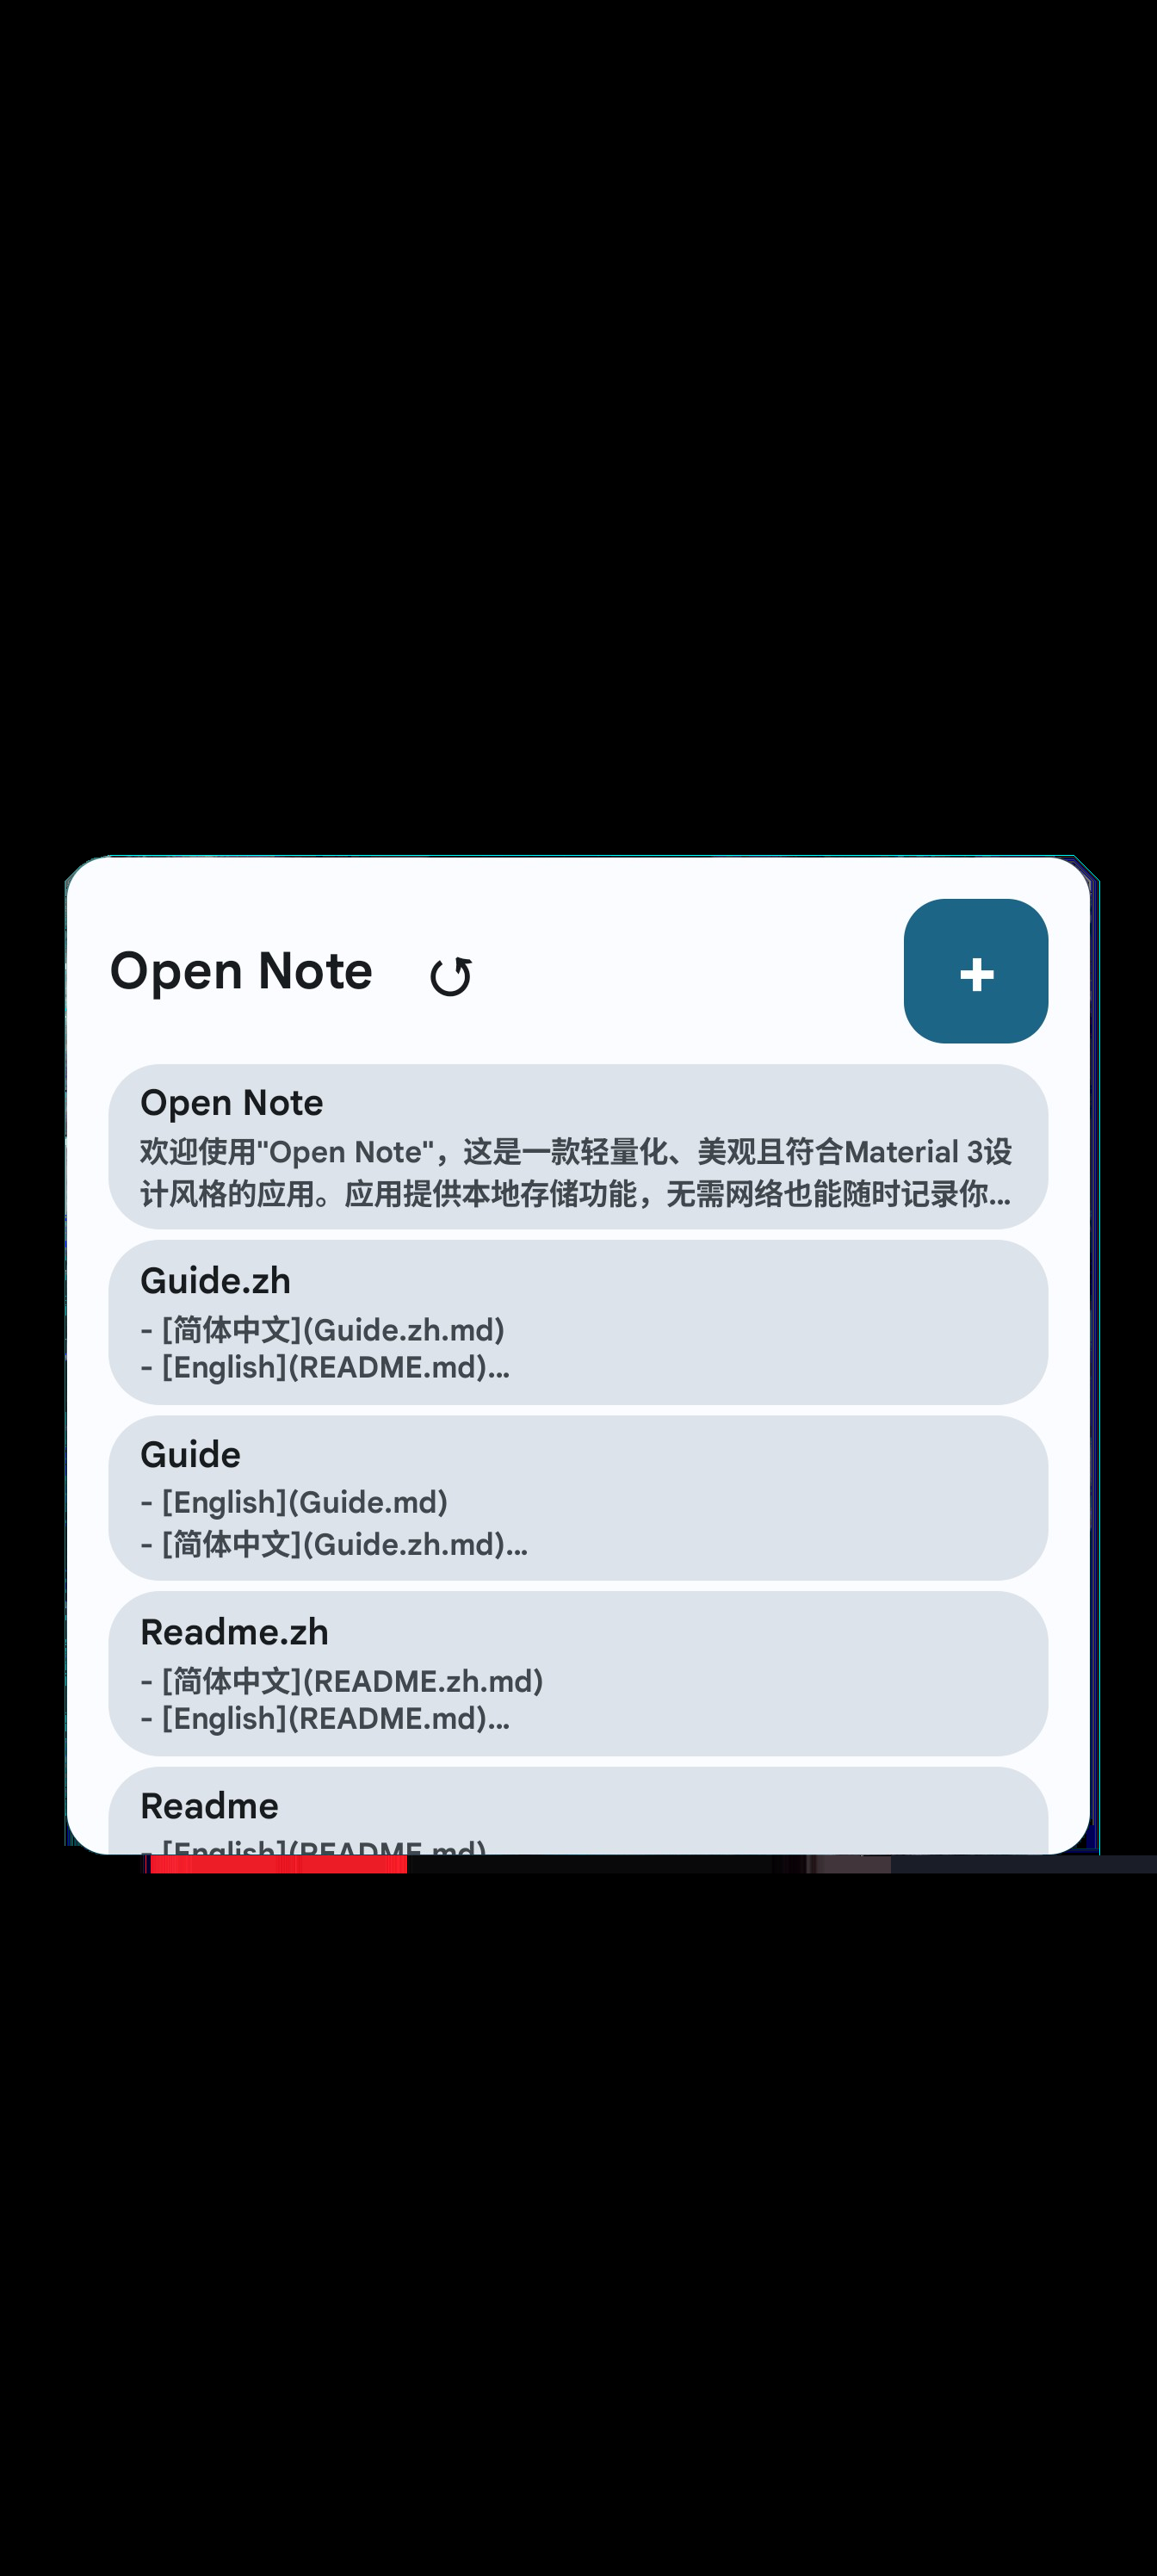 Open Note
+
Open Note
欢迎使用"Open Note"，这是一款轻量化、美观且符合Material 3设
计风格的应用。应用提供本地存储功能，无需网络也能随时记录你...
Guide.zh
- [简体中文](Guide.zh.md)
- [English](README.md)...
Guide
- [English](Guide.md)
- [简体中文](Guide.zh.md)...
Readme.zh
- [简体中文](README.zh.md)
- [English](README.md)...
Readme
- [English](README.md)